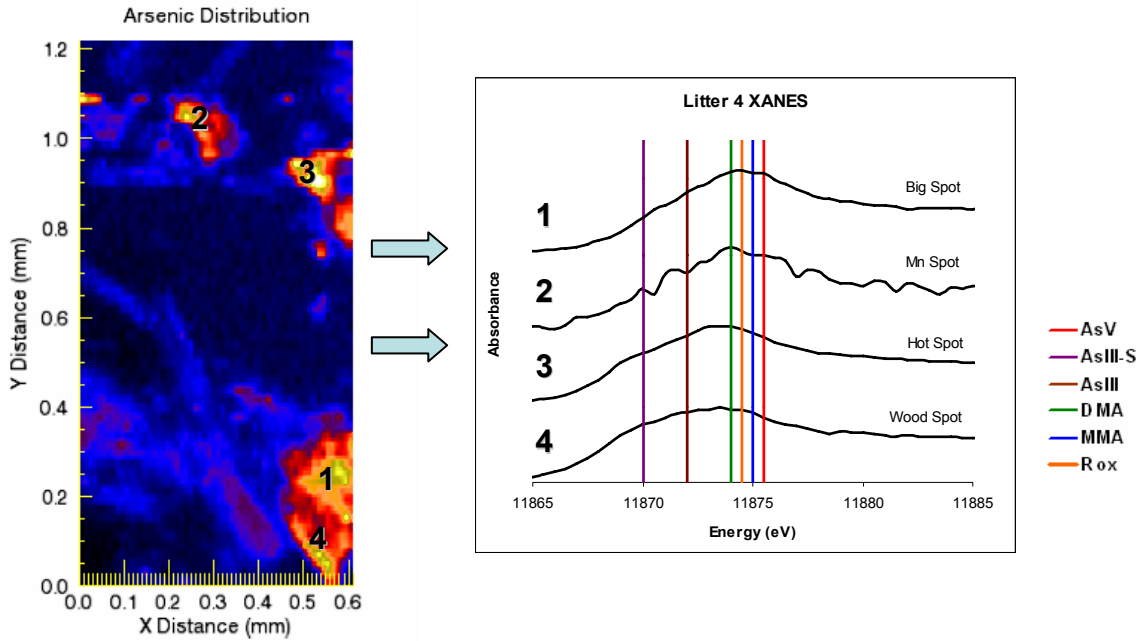 Arsenic Distribution
1.2
1.0
0.8
0.6
0.4
0.2
0.0
Y Distance (mm)
0.0 0.1 0.2 0.3 0.4 0.5 0.6
X Distance (mm)
2
3
1
4
Litter 4 XANES
Absorbance
1
Big Spot
2
Mn Spot
3
Hot Spot
4
Wood Spot
11865 11870 11875 11880 11885
Energy (eV)
AsV
AsIII-S
AsIII
DMA
MMA
Rox